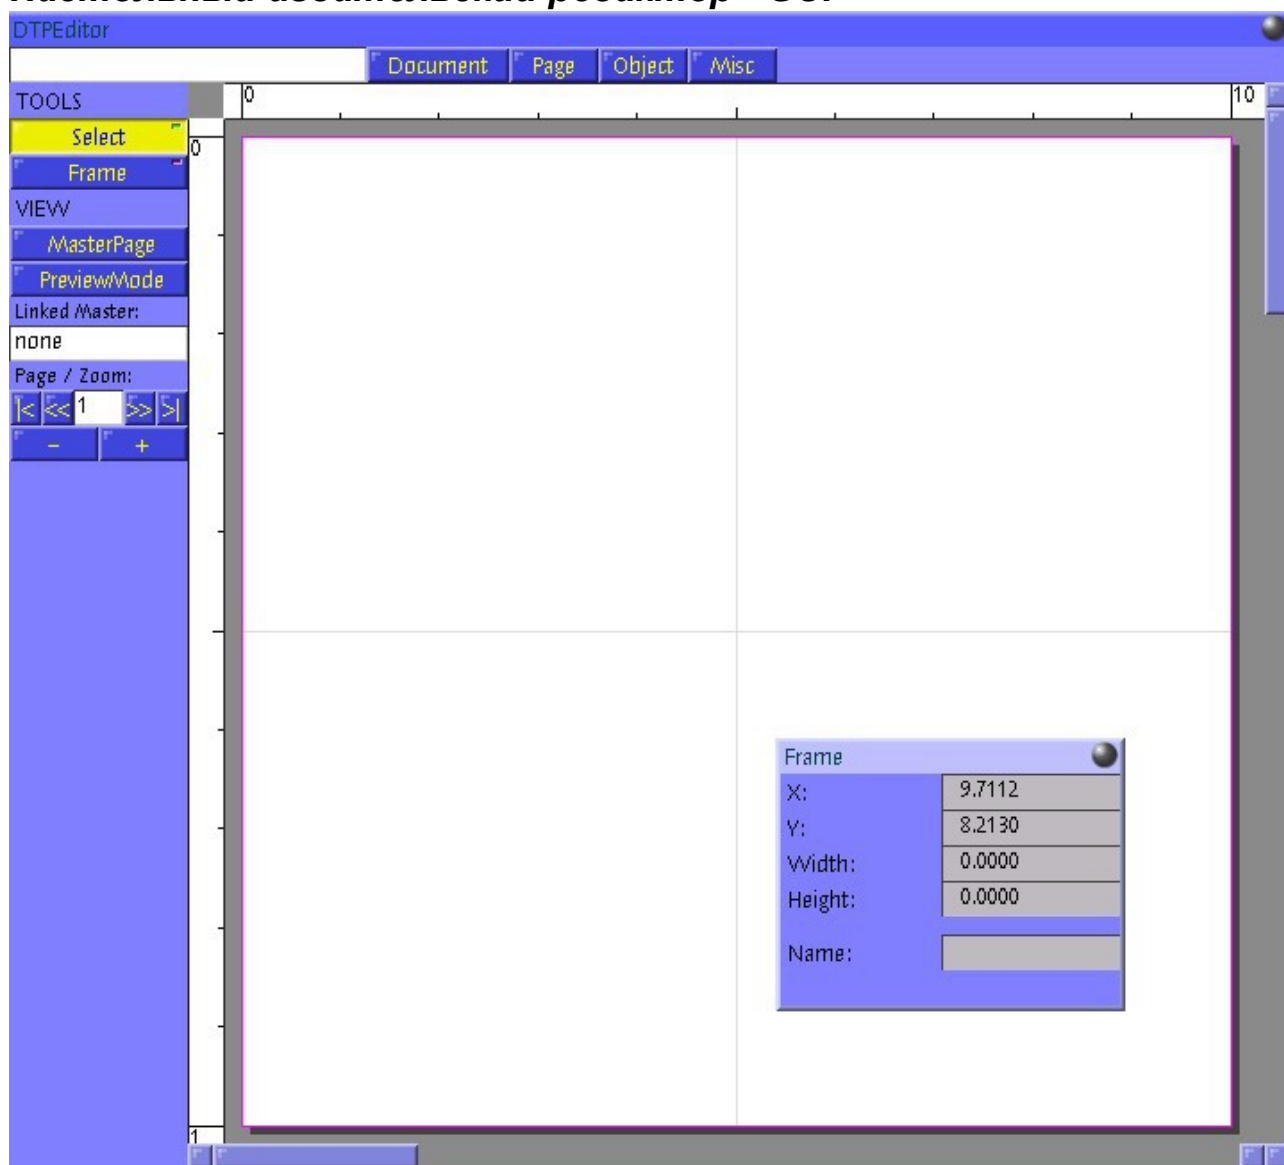 DTPEditor
Document Page Object Misc
TOOLS
0 10
Select
0
Frame
VIEW
MasterPage
PreviewMode
Linked Master:
none
Page / Zoom:
|< << 1 >> >|
- +
Frame
X: 9.7112
Y: 8.2130
Width: 0.0000
Height: 0.0000
Name:
1